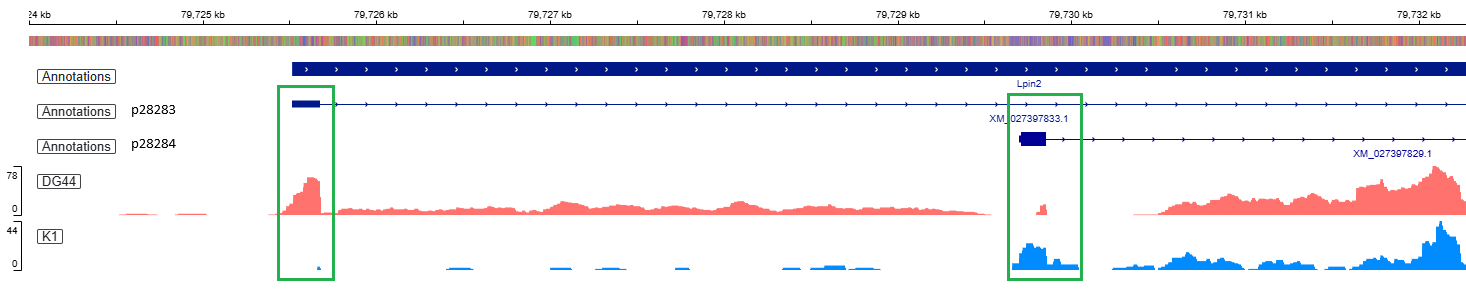 24 kb 79,725 kb 79,726 kb 79,727 kb 79,728 kb 79,729 kb 79,730 kb 79,731 kb 79,732 kb
Annotations
Lpin2
Annotations p28283
XM_027397833.1
Annotations p28284
XM_027397829.1
78 DG44
0
44 K1
0